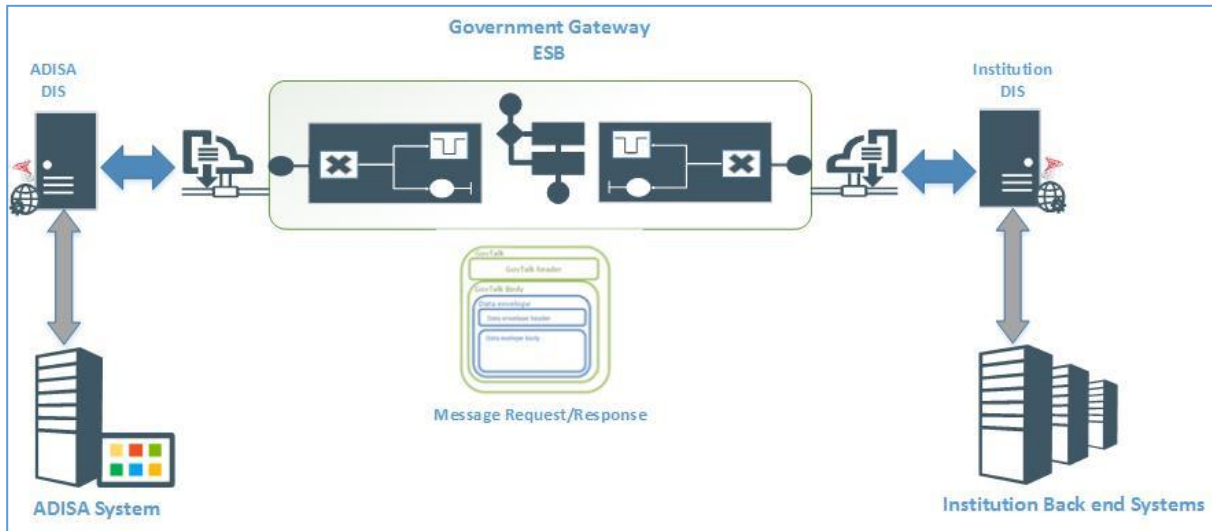 Government Gateway
ESB
ADISA
DIS
Institution
DIS
GovTalk
GovTalk header
GovTalk Body
Data envelope
Data envelope header
Data envelope body
Message Request/Response
ADISA System
Institution Back end Systems